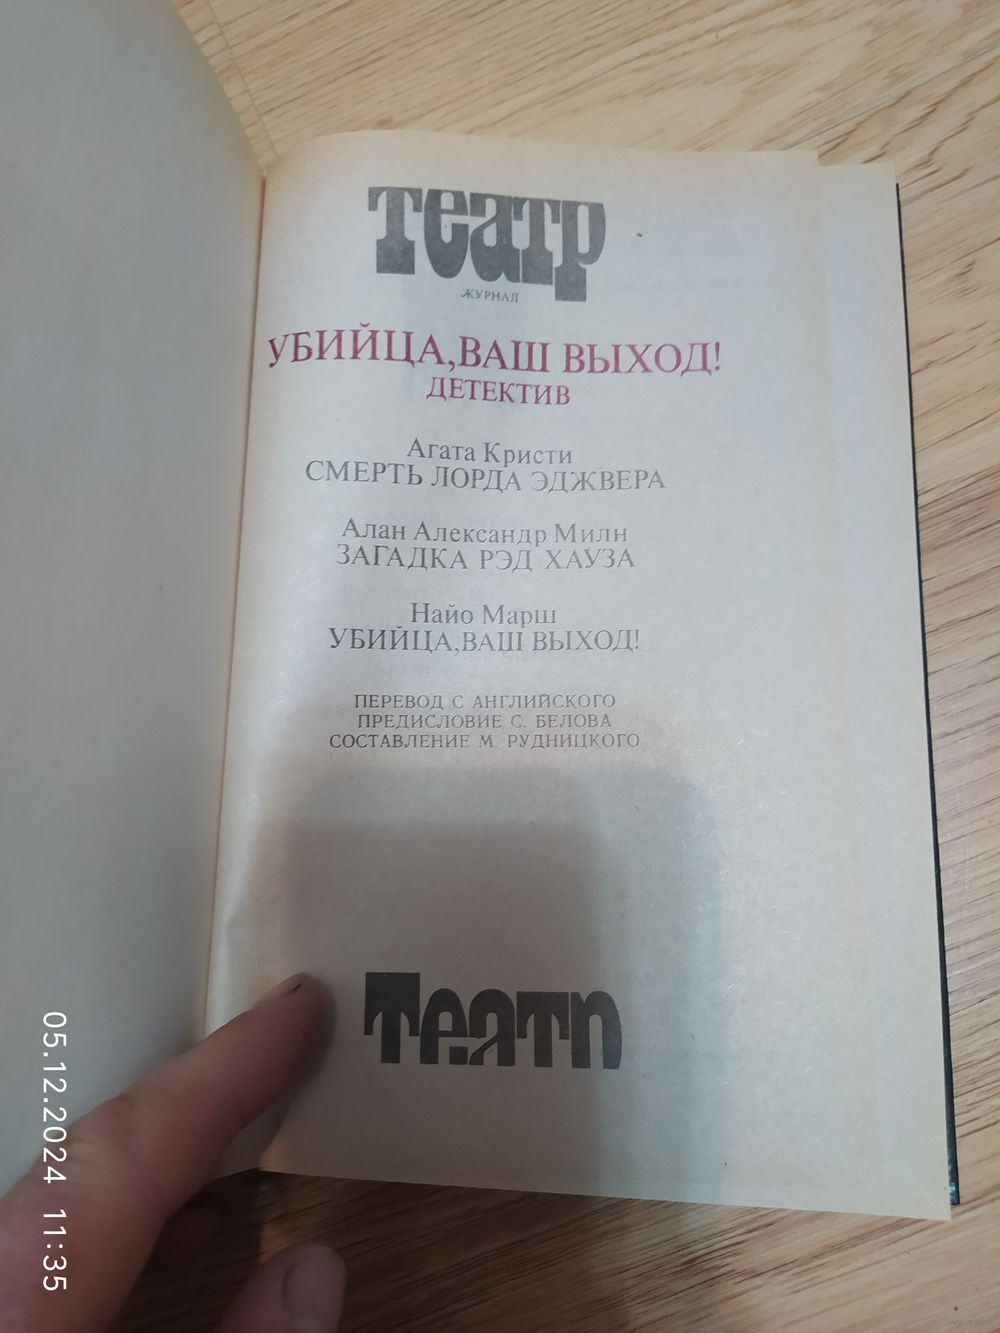 театр
ЖУРНАЛ
УБИЙЦА,ВАШ ВЫХОД!
ДЕТЕКТИВ
Агата Кристи
СМЕРТЬ ЛОРДА ЭДЖВЕРА
Алан Александр Милн
ЗАГАДКА РЭД ХАУЗА
Найо Марш
УБИЙЦА,ВАШ ВЫХОД!
ПЕРЕВОД С АНГЛИЙСКОГО
ПРЕДИСЛОВИЕ С. БЕЛОВА
СОСТАВЛЕНИЕ М. РУДНИЦКОГО
театр
05.12.2024 11:35